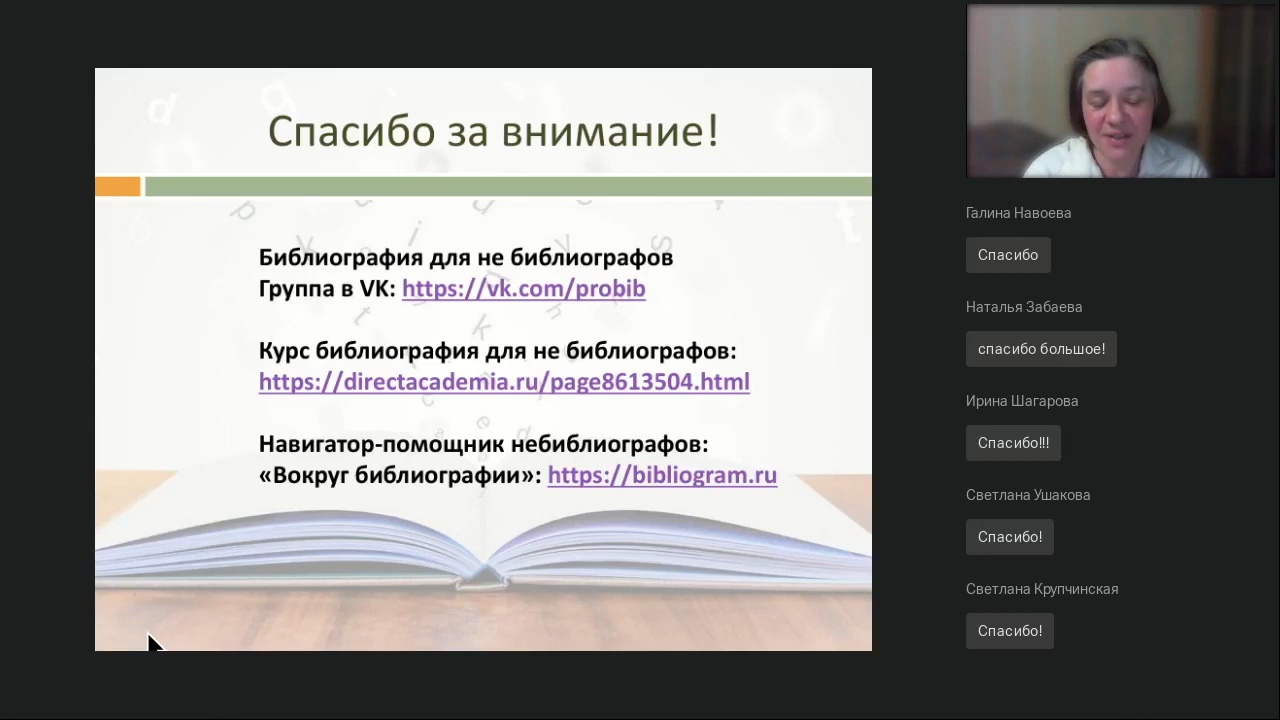 Спасибо за внимание!
Библиография для не библиографов
Группа в VK: https://vk.com/probib
Курс библиография для не библиографов:
https://directacademia.ru/page8613504.html
Навигатор-помощник небиблиографов:
«Вокруг библиографии»: https://bibliogram.ru
Галина Навоева
Спасибо
Наталья Забаева
спасибо большое!
Ирина Шагарова
Спасибо!!!
Светлана Ушакова
Спасибо!
Светлана Крупчинская
Спасибо!